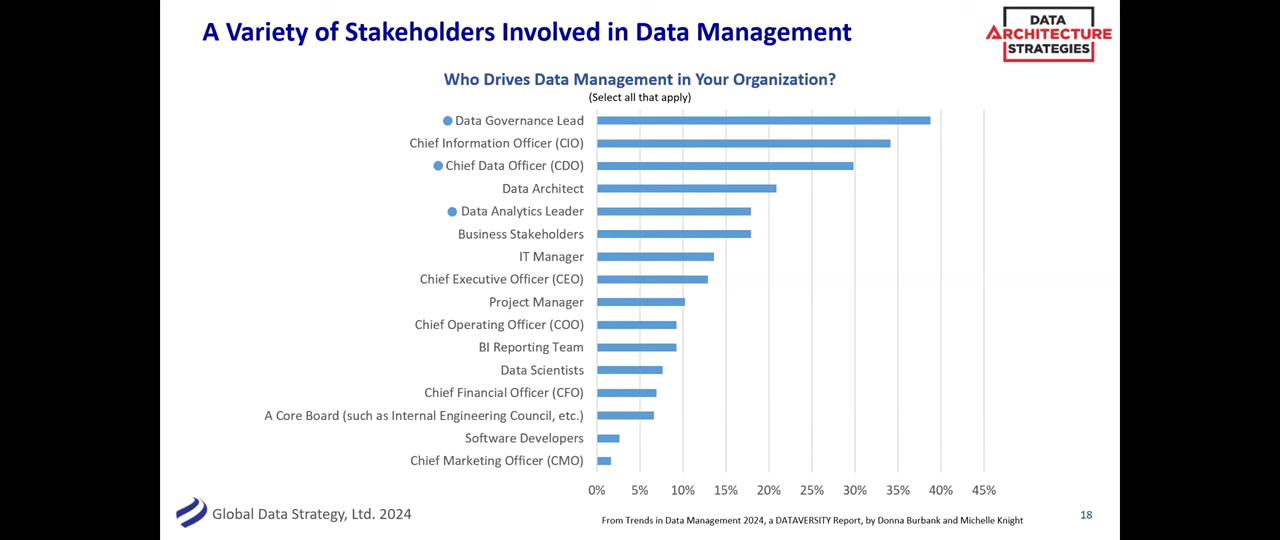 A Variety of Stakeholders Involved in Data Management
DATA
ARCHITECTURE
STRATEGIES
Who Drives Data Management in Your Organization?
(Select all that apply)
Data Governance Lead
Chief Information Officer (CIO)
Chief Data Officer (CDO)
Data Architect
Data Analytics Leader
Business Stakeholders
IT Manager
Chief Executive Officer (CEO)
Project Manager
Chief Operating Officer (COO)
BI Reporting Team
Data Scientists
Chief Financial Officer (CFO)
A Core Board (such as Internal Engineering Council, etc.)
Software Developers
Chief Marketing Officer (CMO)
0% 5% 10% 15% 20% 25% 30% 35% 40% 45%
Global Data Strategy, Ltd. 2024
From Trends in Data Management 2024, a DATAVERSITY Report, by Donna Burbank and Michelle Knight
18